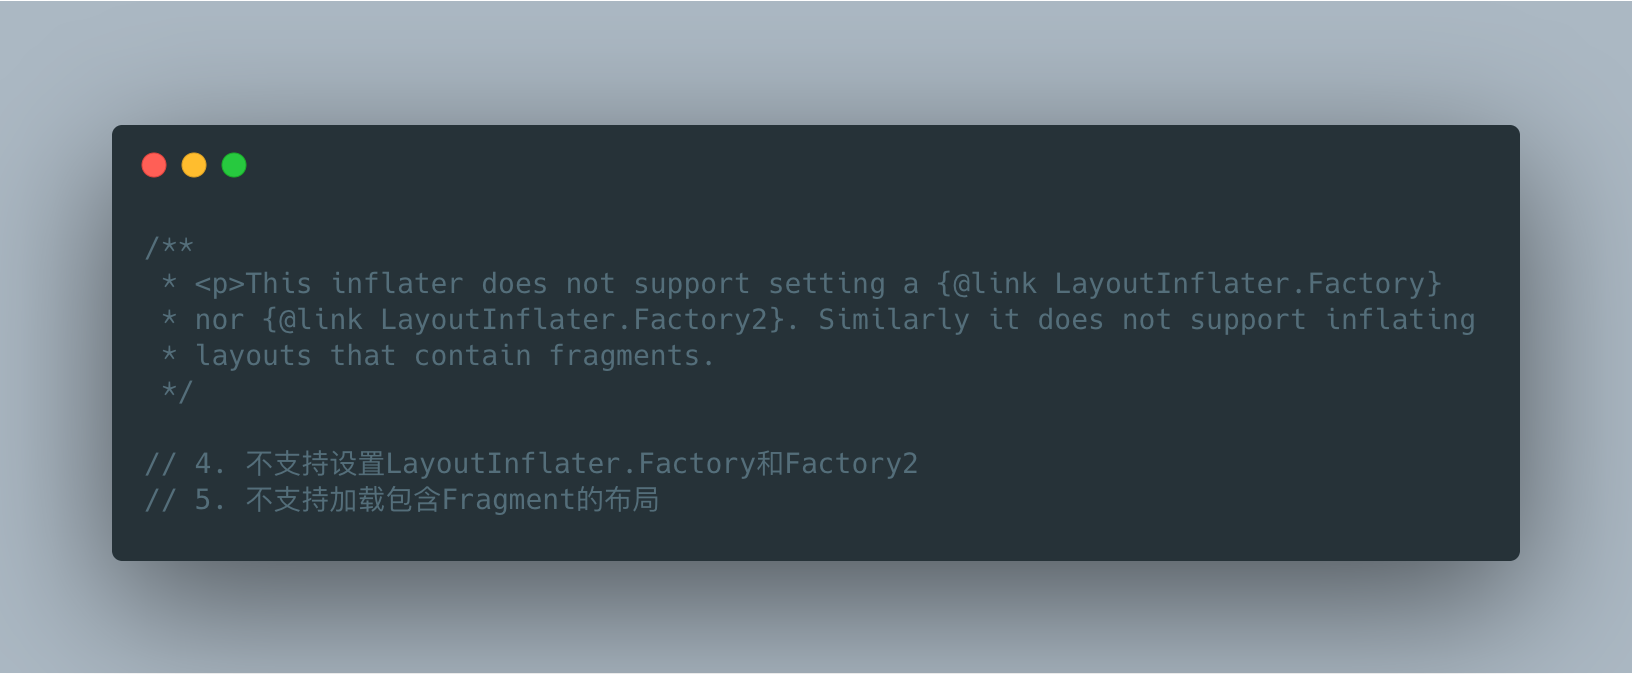 /**
 * <p>This inflater does not support setting a {@link LayoutInflater.Factory}
 * nor {@link LayoutInflater.Factory2}. Similarly it does not support inflating
 * layouts that contain fragments.
 */
// 4. 不支持设置LayoutInflater.Factory和Factory2
// 5. 不支持加载包含Fragment的布局